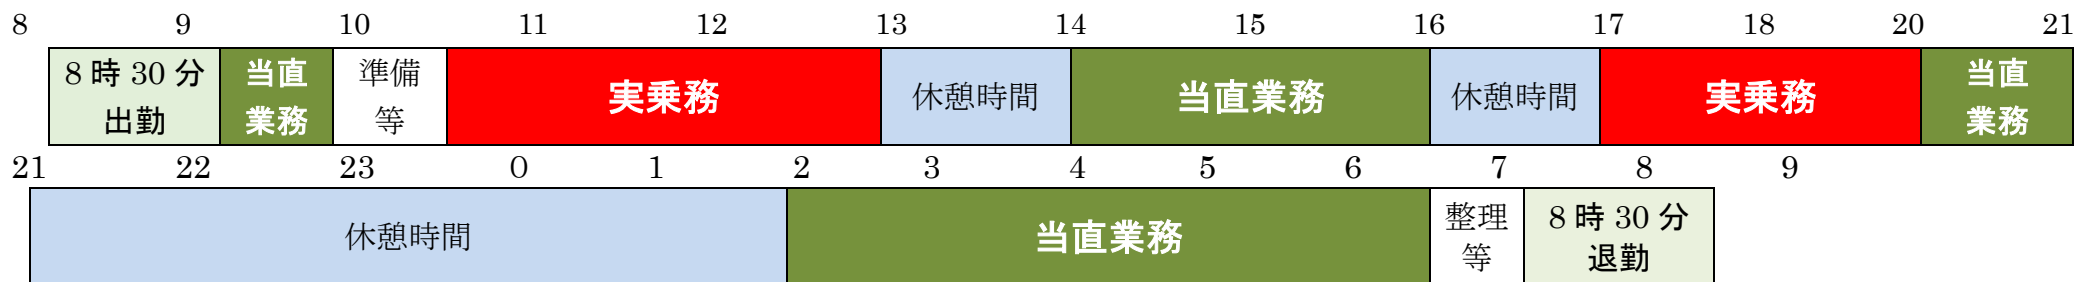 8 9 10 11 12 13 14 15 16 17 18 20 21
8時30分 当直 準備 実乗務 休憩時間 当直業務 休憩時間 実乗務 当直
出勤 業務 等 業務
21 22 23 0 1 2 3 4 5 6 7 8 9
休憩時間 当直業務 整理 8時30分
等 退勤